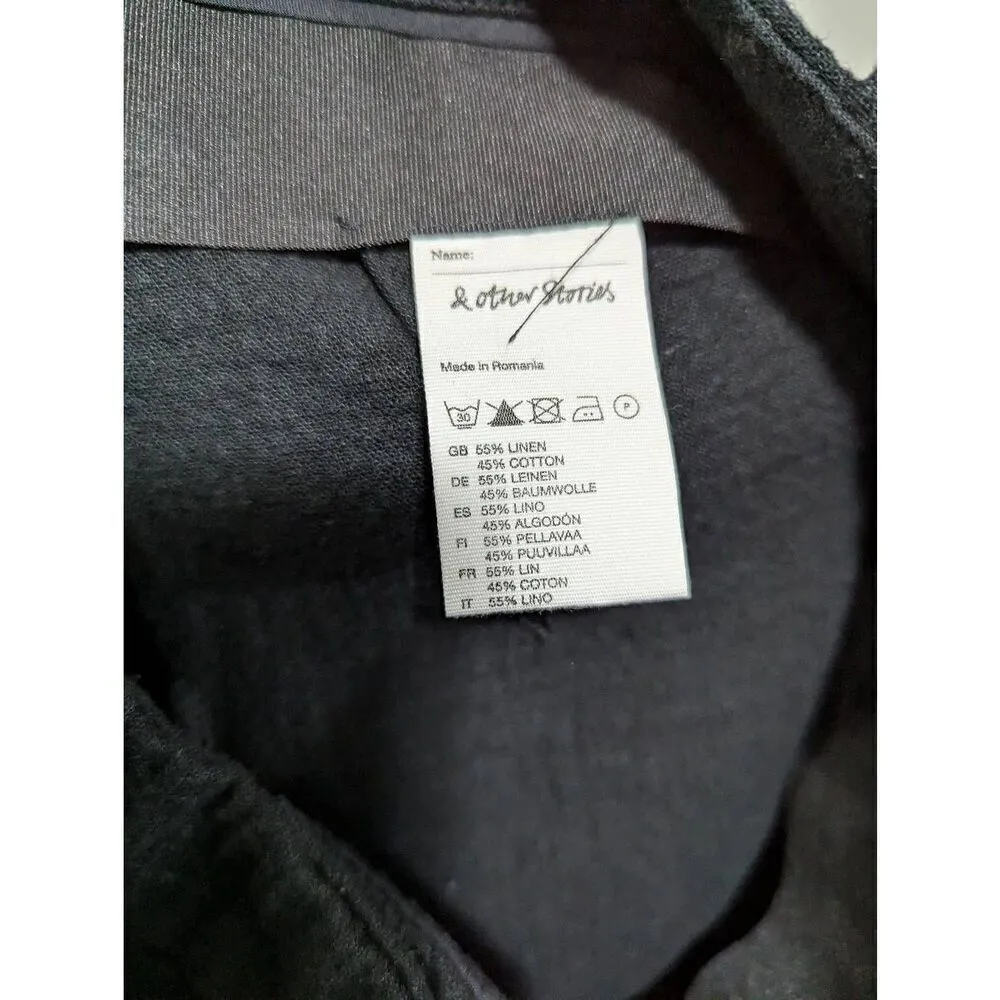 Name:
& other Stories
Made in Romania
30 P
GB 55% LINEN
45% COTTON
DE 55% LEINEN
45% BAUMWOLLE
ES 55% LINO
45% ALGODÓN
FI 55% PELLAVAA
45% PUUVILLAA
FR 55% LIN
45% COTON
IT 55% LINO